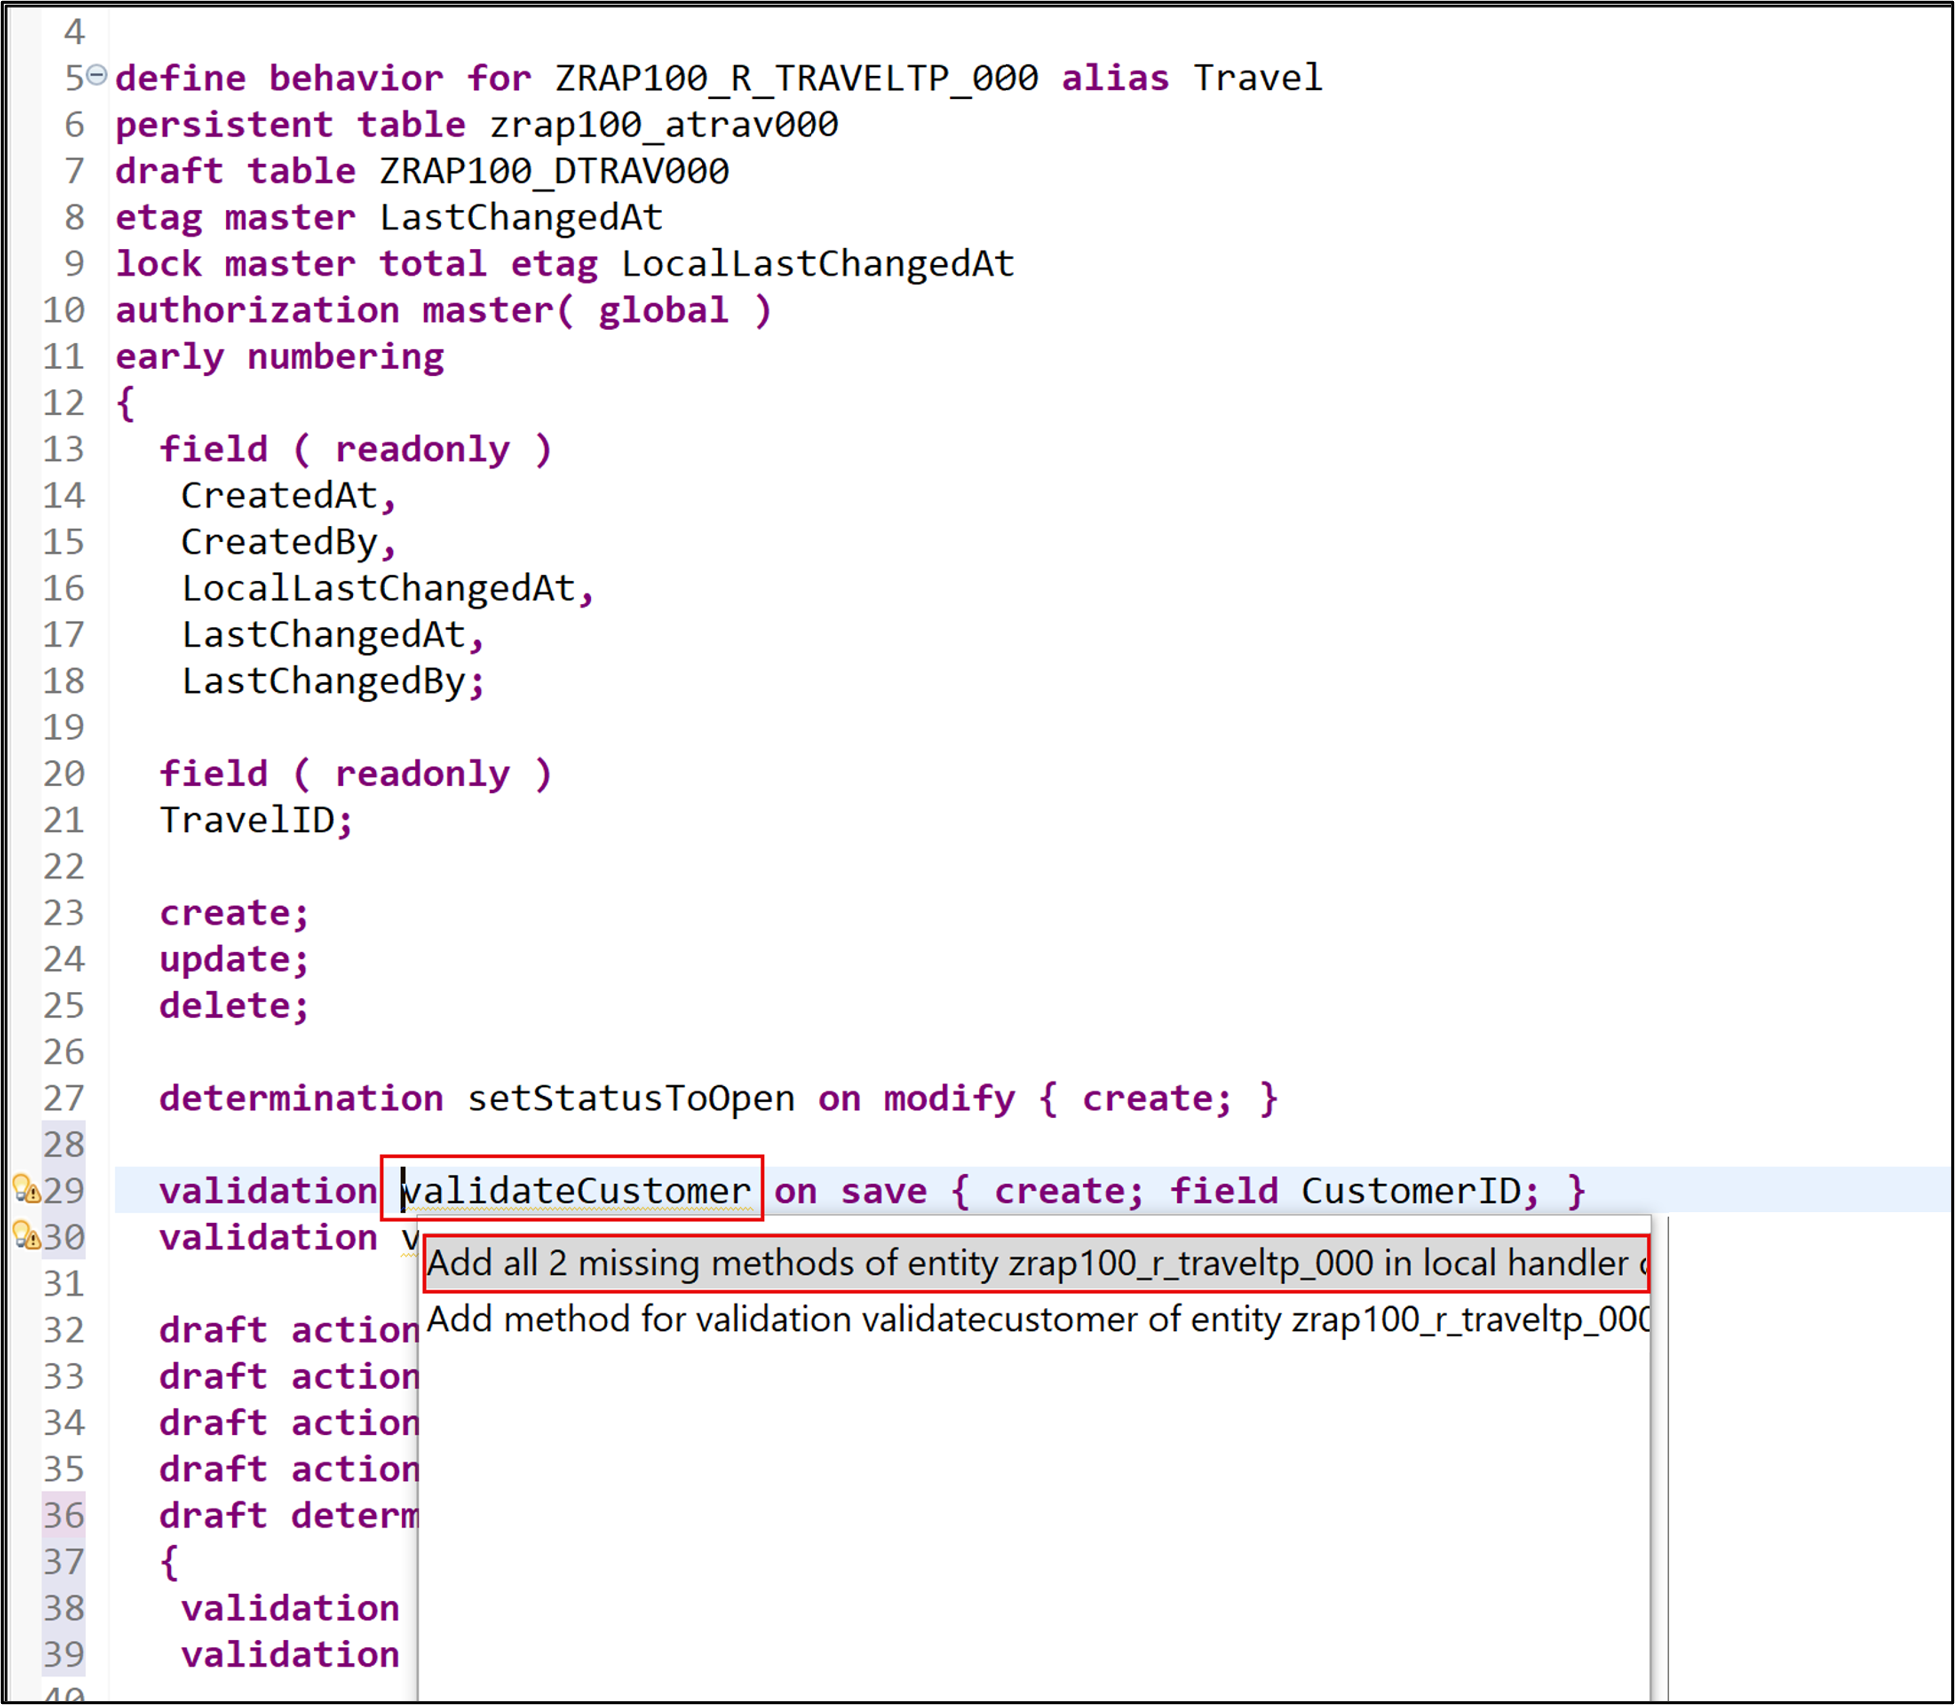 4
5 define behavior for ZRAP100_R_TRAVELTP_000 alias Travel
6 persistent table zrap100_atrav000
7 draft table ZRAP100_DTRAV000
8 etag master LastChangedAt
9 lock master total etag LocalLastChangedAt
10 authorization master( global )
11 early numbering
12 {
13 field ( readonly )
14 CreatedAt,
15 CreatedBy,
16 LocalLastChangedAt,
17 LastChangedAt,
18 LastChangedBy;
19
20 field ( readonly )
21 TravelID;
22
23 create;
24 update;
25 delete;
26
27 determination setStatusToOpen on modify { create; }
28
29 validation validateCustomer on save { create; field CustomerID; }
30 validation v
Add all 2 missing methods of entity zrap100_r_traveltp_000 in local handler
Add method for validation validatecustomer of entity zrap100_r_traveltp_000
31
32 draft action
33 draft action
34 draft action
35 draft action
36 draft determ
37 {
38 validation
39 validation
40